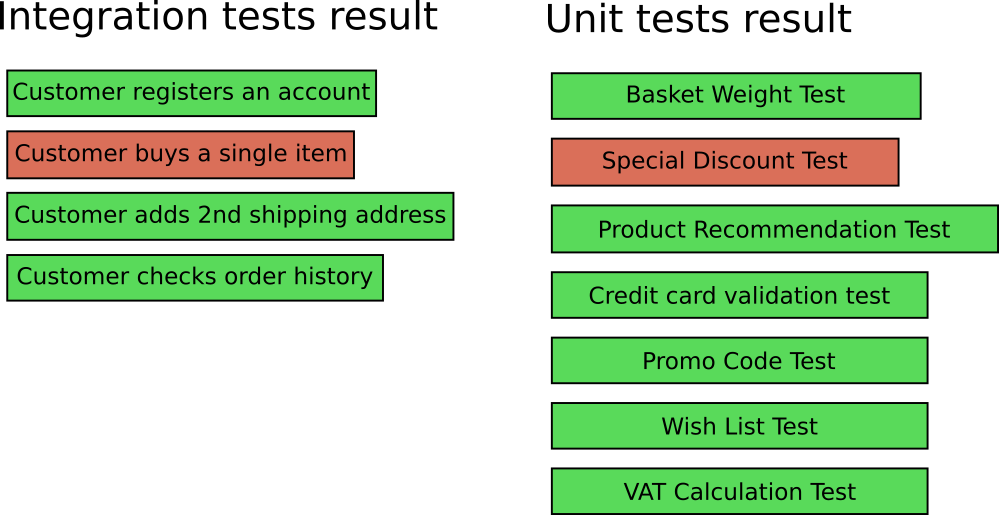 Integration tests result
Customer registers an account
Customer buys a single item
Customer adds 2nd shipping address
Customer checks order history
Unit tests result
Basket Weight Test
Special Discount Test
Product Recommendation Test
Credit card validation test
Promo Code Test
Wish List Test
VAT Calculation Test